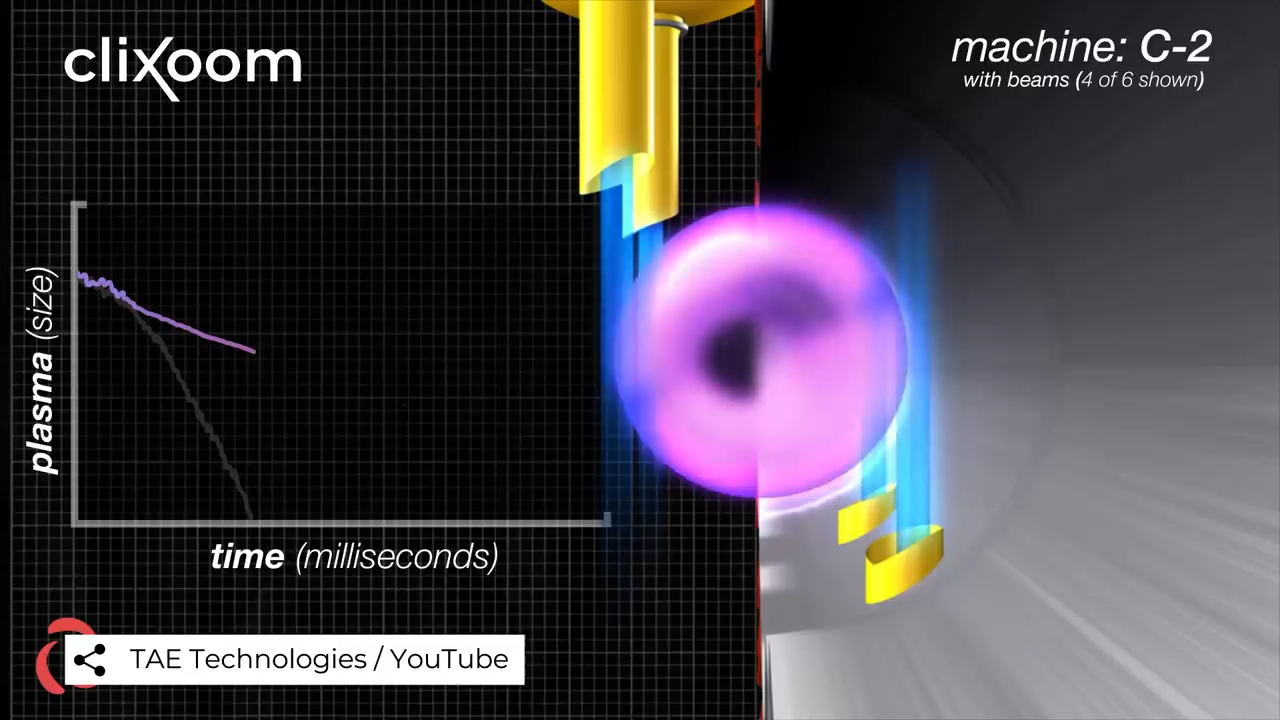 clixoom
machine: C-2
with beams (4 of 6 shown)
plasma (size)
time (milliseconds)
TAE Technologies / YouTube